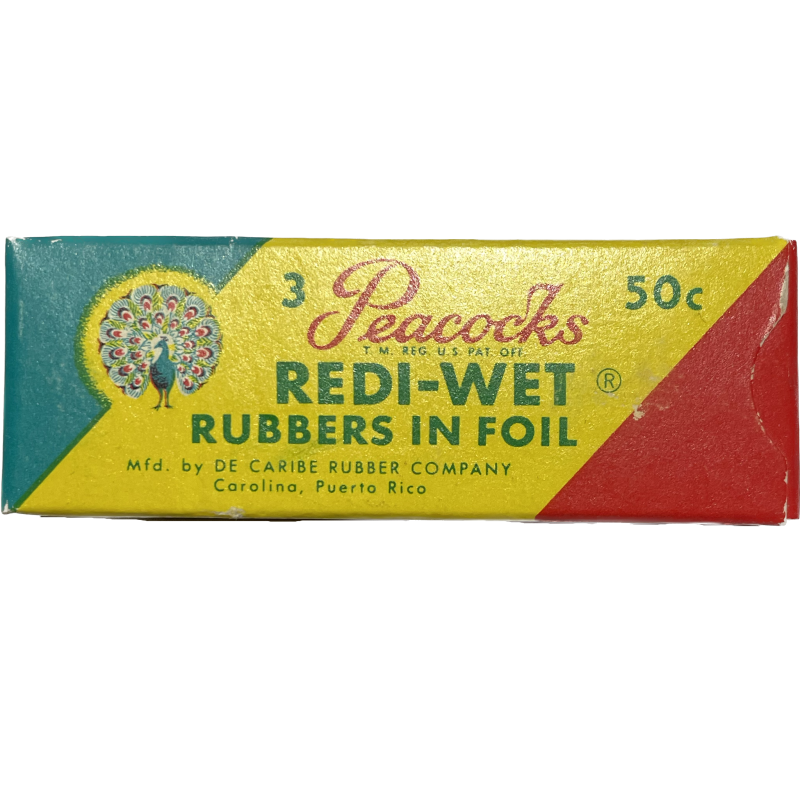 3 Peacocks 50c
T.M. REG. U.S. PAT. OFF.
REDI-WET ®
RUBBERS IN FOIL
Mfd. by DE CARIBE RUBBER COMPANY
Carolina, Puerto Rico